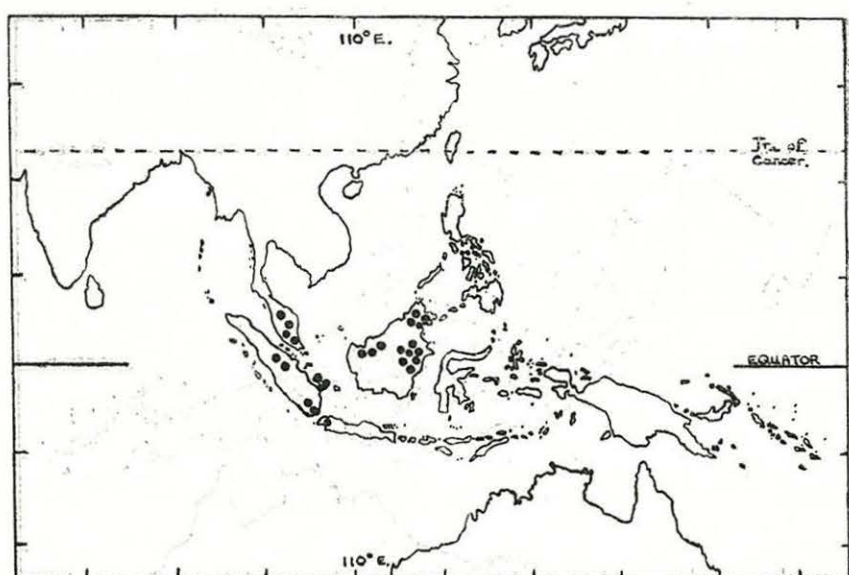 110° E.
Tr. of
Cancer.
EQUATOR
110° E.